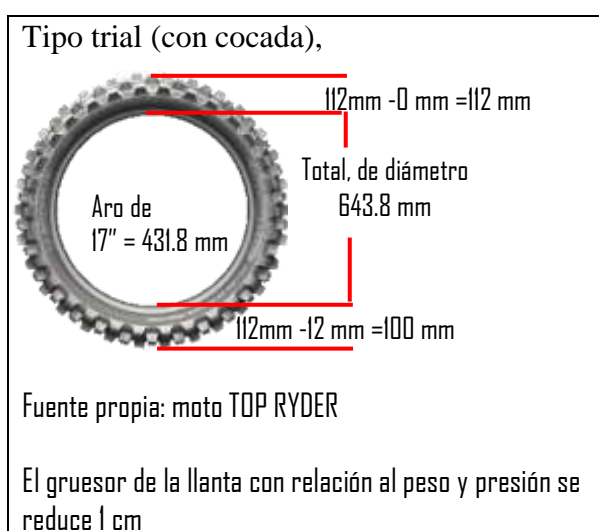 Tipo trial (con cocada),
112mm -0 mm =112 mm
Total, de diámetro
643.8 mm
Aro de
17" = 431.8 mm
112mm -12 mm =100 mm
Fuente propia: moto TOP RYDER
El gruesor de la llanta con relación al peso y presión se
reduce 1 cm